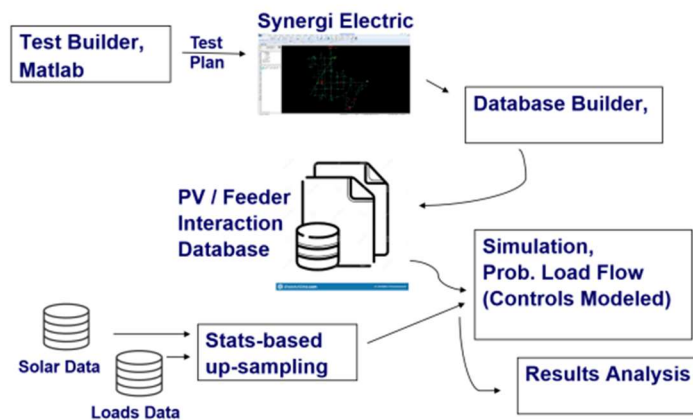 Synergi Electric
Test Builder,
Matlab
Test
Plan
Database Builder,
PV / Feeder
Interaction
Database
Simulation,
Prob. Load Flow
(Controls Modeled)
Stats-based
up-sampling
Solar Data
Loads Data
Results Analysis